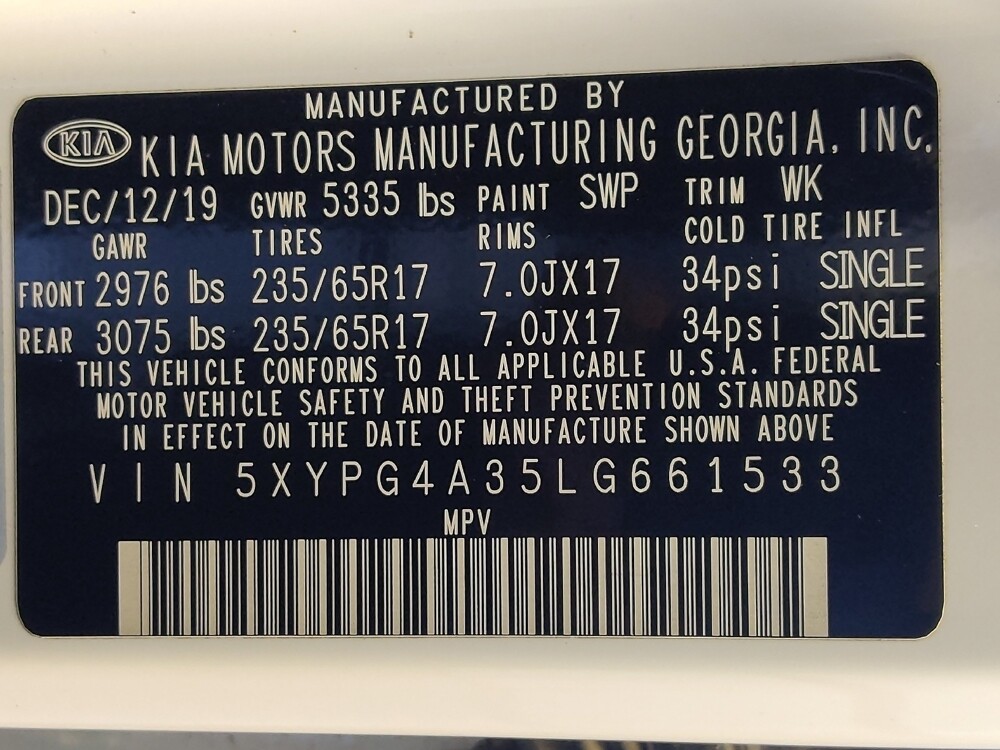 MANUFACTURED BY
KIA KIA MOTORS MANUFACTURING GEORGIA, INC.
DEC/12/19 GVWR 5335 lbs PAINT SWP TRIM WK
GAWR TIRES RIMS COLD TIRE INFL
FRONT 2976 lbs 235/65R17 7.0JX17 34psi SINGLE
REAR 3075 lbs 235/65R17 7.0JX17 34psi SINGLE
THIS VEHICLE CONFORMS TO ALL APPLICABLE U.S.A. FEDERAL
MOTOR VEHICLE SAFETY AND THEFT PREVENTION STANDARDS
IN EFFECT ON THE DATE OF MANUFACTURE SHOWN ABOVE
VIN 5XYPG4A35LG661533
MPV